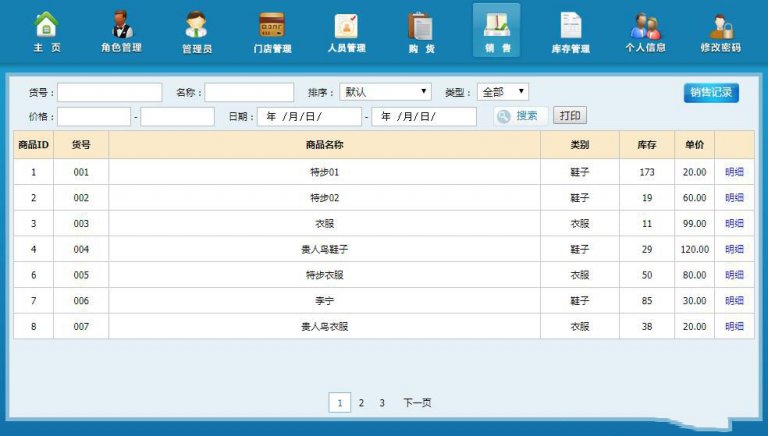 主 页 角色管理 管理员 门店管理 人员管理 购 货 销 售 库存管理 个人信息 修改密码
货号: 名称: 排序: 默认 类型: 全部 销售记录
价格: - 日期: 年 /月/日/ - 年 /月/日/ 搜索 打印
商品ID 货号 商品名称 类别 库存 单价
1 001 特步01 鞋子 173 20.00 明细
2 002 特步02 鞋子 19 60.00 明细
3 003 衣服 衣服 11 99.00 明细
4 004 贵人鸟鞋子 鞋子 29 120.00 明细
6 005 特步衣服 衣服 50 80.00 明细
7 006 李宁 鞋子 85 30.00 明细
8 007 贵人鸟衣服 衣服 38 20.00 明细
1 2 3 下一页